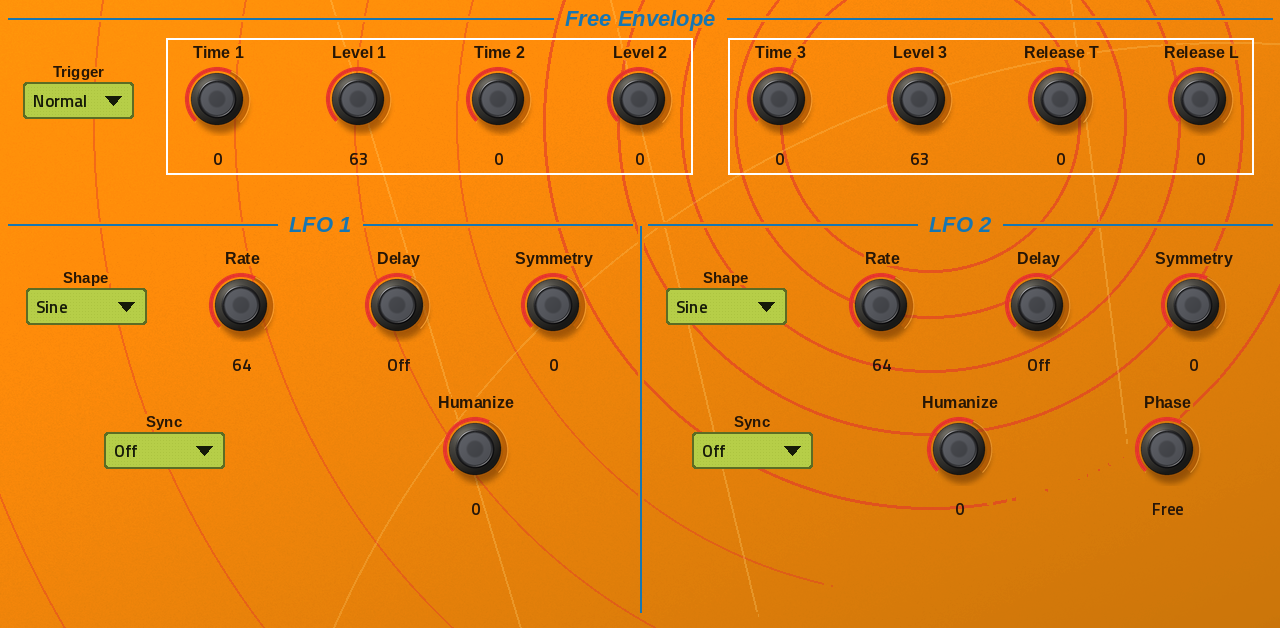 Free Envelope
Trigger
Normal
Time 1 Level 1 Time 2 Level 2 Time 3 Level 3 Release T Release L
0 63 0 0 0 63 0 0
LFO 1
Shape
Sine
Rate Delay Symmetry
64 Off 0
Sync
Off
Humanize
0
LFO 2
Shape
Sine
Rate Delay Symmetry
64 Off 0
Sync
Off
Humanize Phase
0 Free